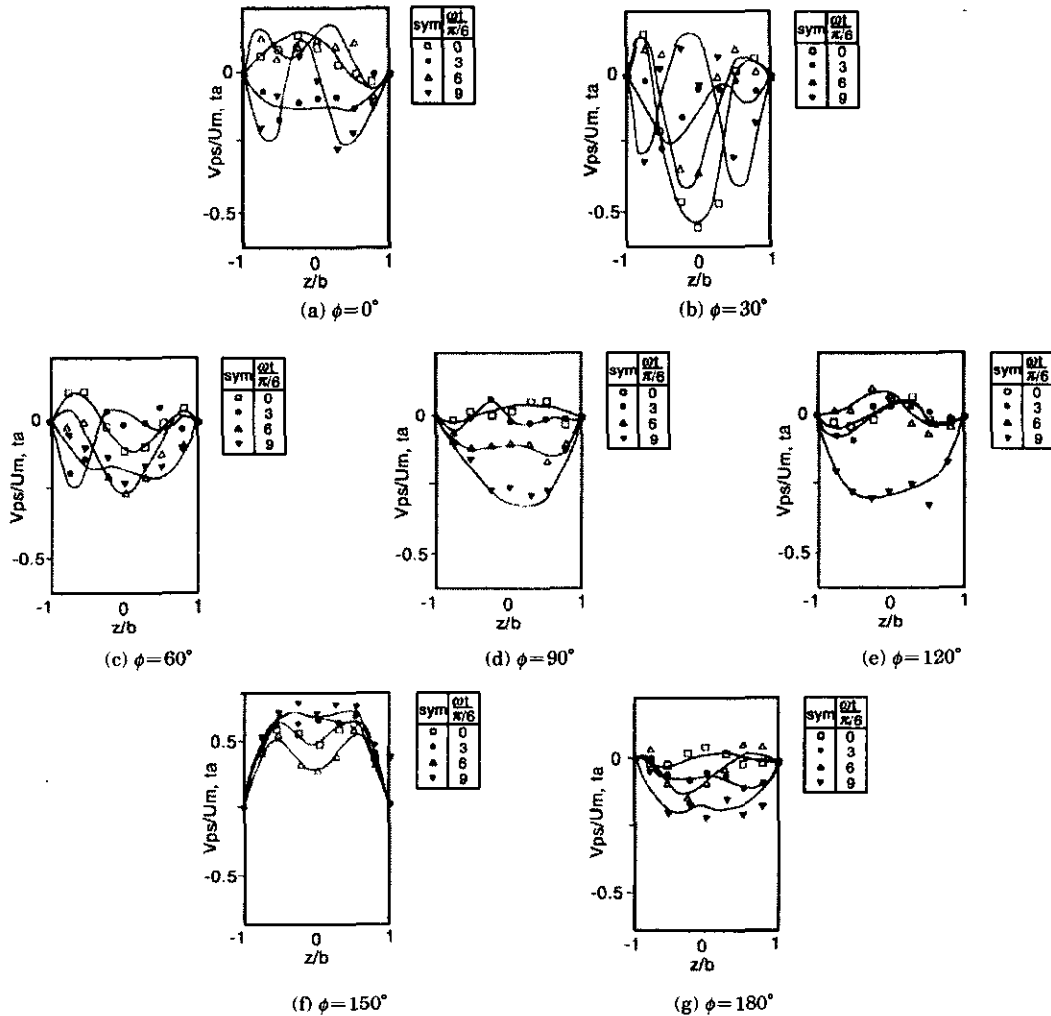 sym ωt/π/6
0
3
6
9
0
-0.5
Vps/Um, ta
-1 0 1
z/b
(a) φ=0°
sym ωt/π/6
0
3
6
9
0
-0.5
Vps/Um, ta
-1 0 1
z/b
(b) φ=30°
sym ωt/π/6
0
3
6
9
0
-0.5
Vps/Um, ta
-1 0 1
z/b
(c) φ=60°
sym ωt/π/6
0
3
6
9
0
-0.5
Vps/Um, ta
-1 0 1
z/b
(d) φ=90°
sym ωt/π/6
0
3
6
9
0
-0.5
Vps/Um, ta
-1 0 1
z/b
(e) φ=120°
sym ωt/π/6
0
3
6
9
0.5
0
-0.5
Vps/Um, ta
-1 0 1
z/b
(f) φ=150°
sym ωt/π/6
0
3
6
9
0
-0.5
Vps/Um, ta
-1 0 1
z/b
(g) φ=180°